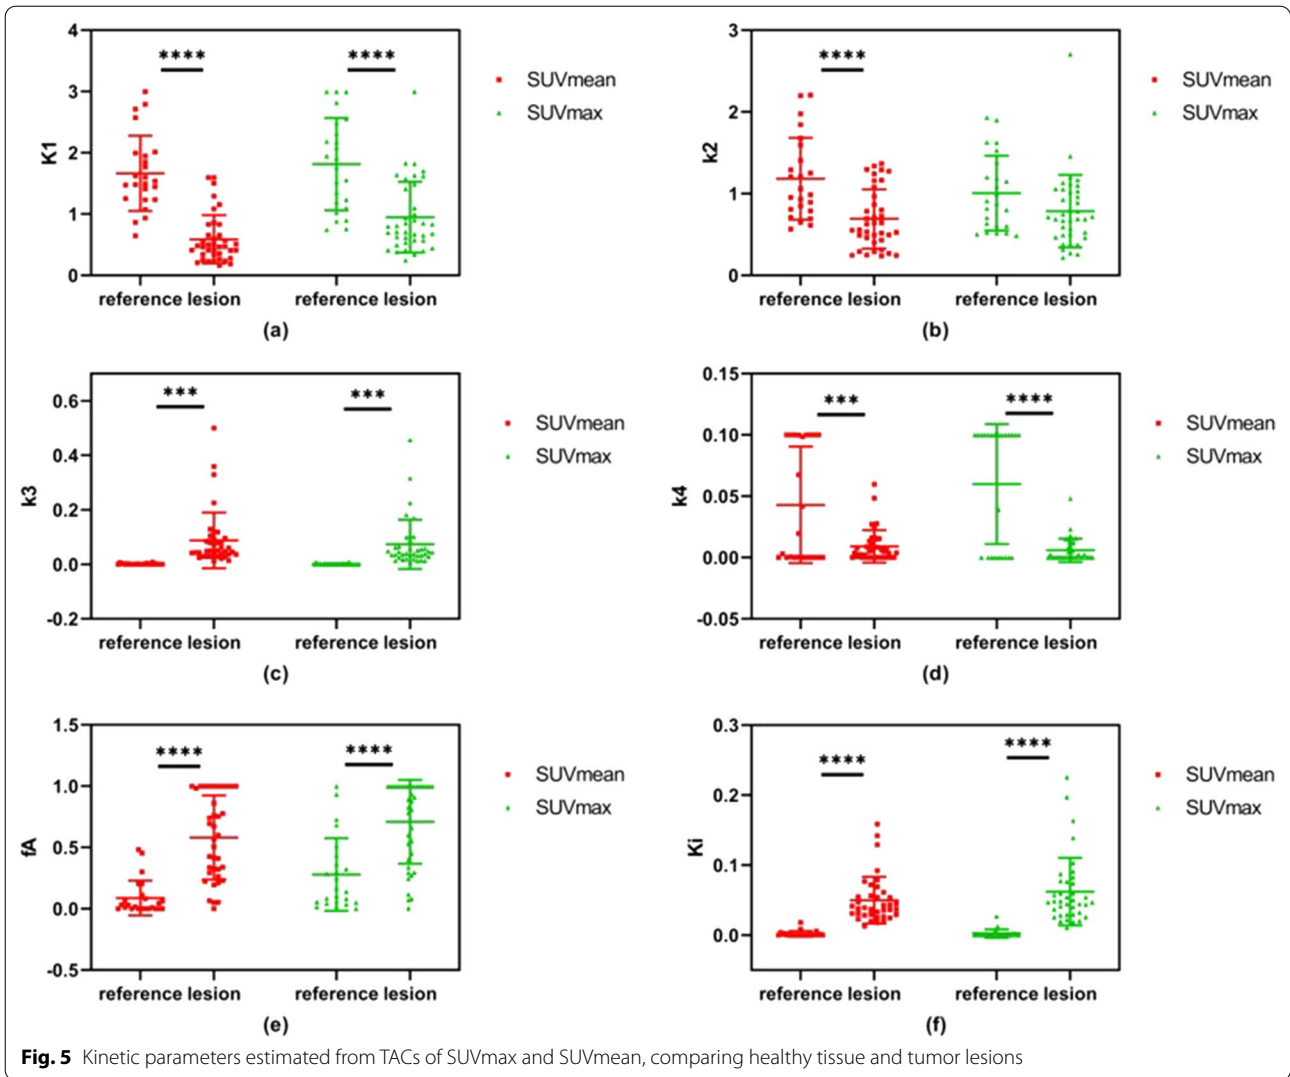 4
3
2
1
0
K1
****
****
reference lesion
reference lesion
SUVmean
SUVmax
(a)
3
2
1
0
k2
****
reference lesion
reference lesion
SUVmean
SUVmax
(b)
0.6
0.4
0.2
0.0
-0.2
k3
***
***
reference lesion
reference lesion
SUVmean
SUVmax
(c)
0.15
0.10
0.05
0.00
-0.05
k4
***
****
reference lesion
reference lesion
SUVmean
SUVmax
(d)
1.5
1.0
0.5
0.0
-0.5
fA
****
****
reference lesion
reference lesion
SUVmean
SUVmax
(e)
0.3
0.2
0.1
0.0
Ki
****
****
reference lesion
reference lesion
SUVmean
SUVmax
(f)
Fig. 5 Kinetic parameters estimated from TACs of SUVmax and SUVmean, comparing healthy tissue and tumor lesions